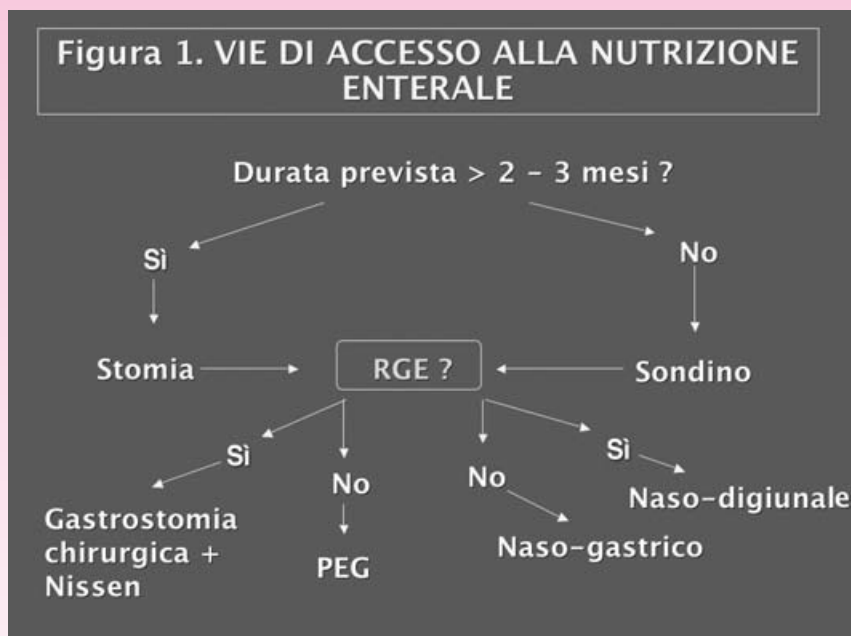 Figura 1. VIE DI ACCESSO ALLA NUTRIZIONE
ENTERALE
Durata prevista > 2 – 3 mesi ?
Sì
No
Stomia
RGE ?
Sondino
Sì
No
No
Sì
Gastrostomia
chirurgica +
Nissen
PEG
Naso-gastrico
Naso-digiunale